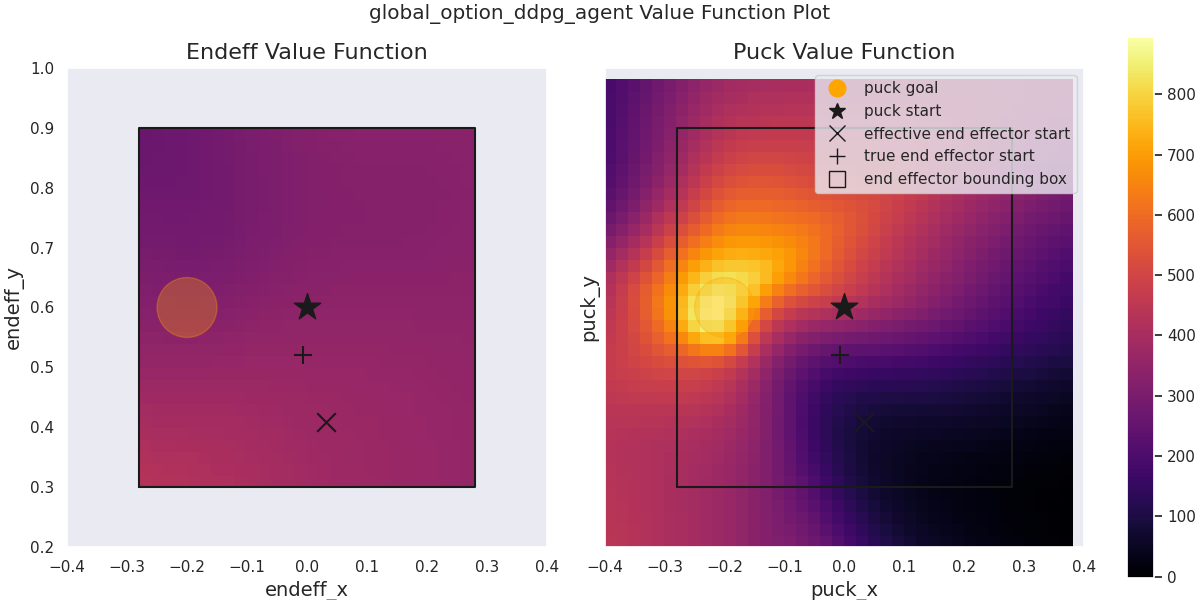 global_option_ddpg_agent Value Function Plot
Endeff Value Function
1.0
0.9
0.8
0.7
0.6
0.5
0.4
0.3
0.2
endeff_y
−0.4 −0.3 −0.2 −0.1 0.0 0.1 0.2 0.3 0.4
endeff_x
Puck Value Function
puck goal
puck start
effective end effector start
true end effector start
end effector bounding box
puck_y
−0.4 −0.3 −0.2 −0.1 0.0 0.1 0.2 0.3 0.4
puck_x
800
700
600
500
400
300
200
100
0